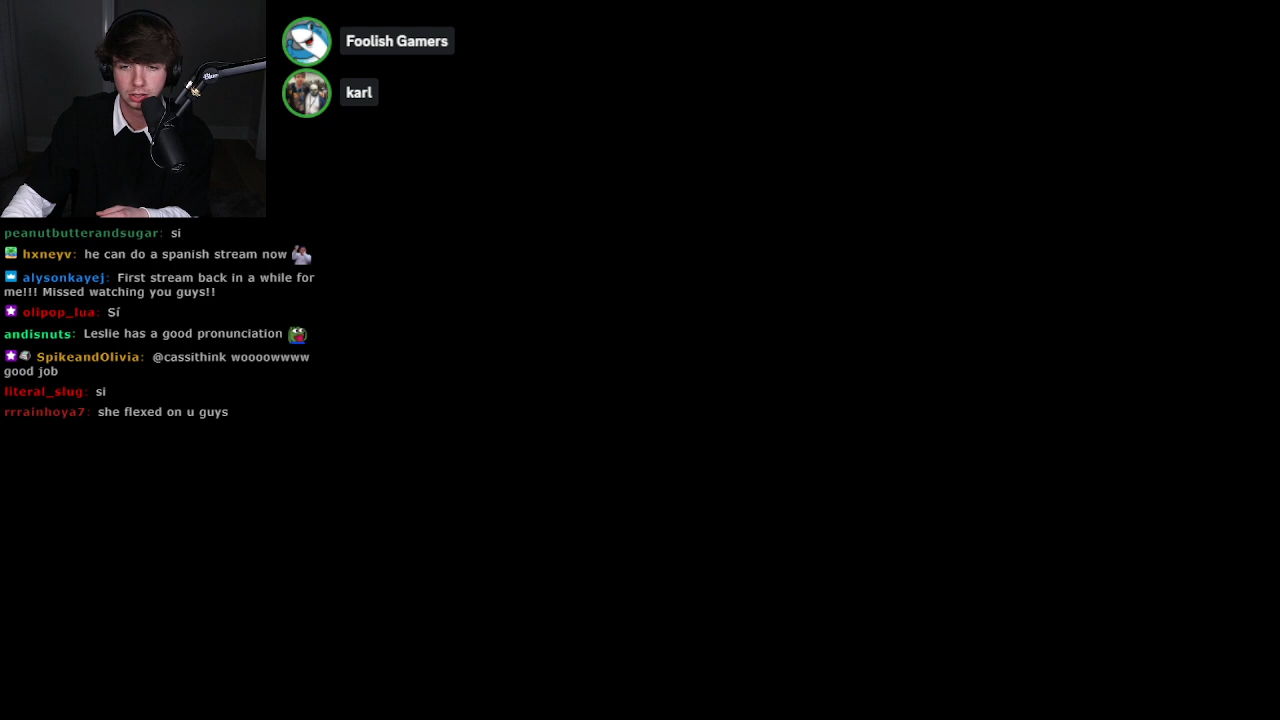 Foolish Gamers
karl
Blue
peanutbutterandsugar: si
hxneyv: he can do a spanish stream now
alysonkayej: First stream back in a while for
me!!! Missed watching you guys!!
olipop_lua: Sí
andisnuts: Leslie has a good pronunciation
SpikeandOlivia: @cassithink woooowwww
good job
literal_slug: si
rrrainhoya7: she flexed on u guys